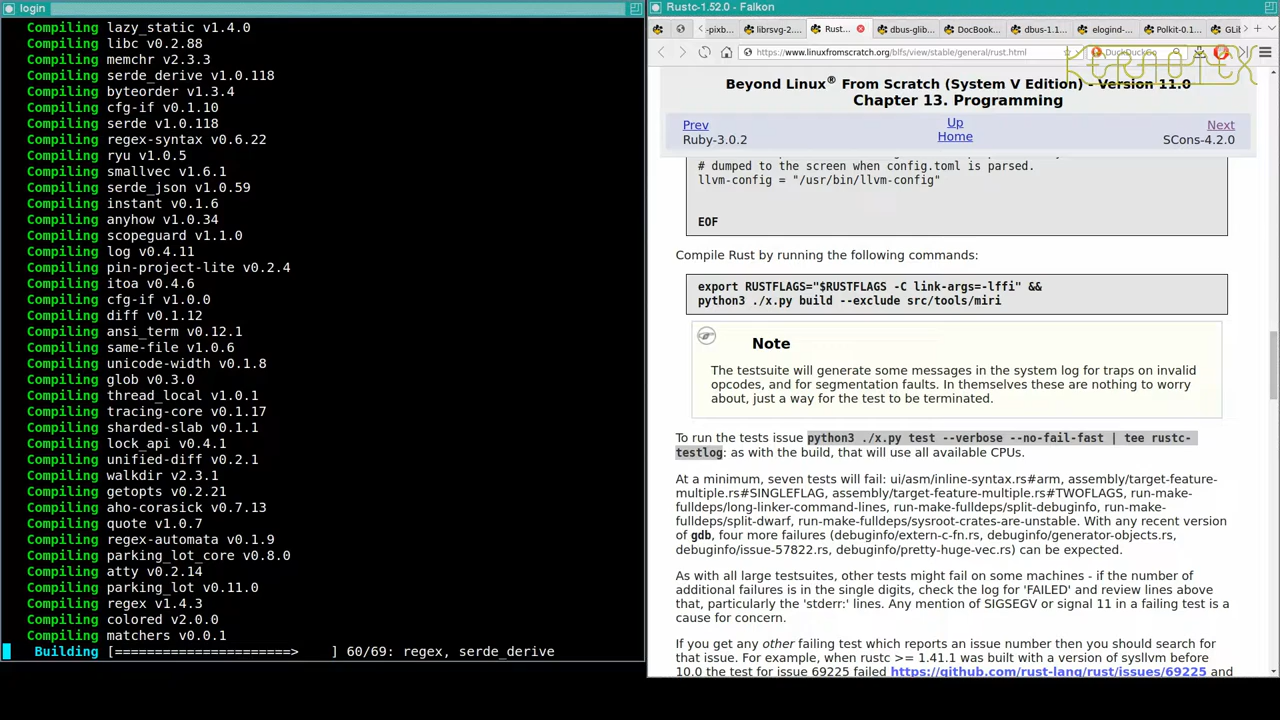 login
Compiling lazy_static v1.4.0
Compiling libc v0.2.88
Compiling memchr v2.3.3
Compiling serde_derive v1.0.118
Compiling byteorder v1.3.4
Compiling cfg-if v0.1.10
Compiling serde v1.0.118
Compiling regex-syntax v0.6.22
Compiling ryu v1.0.5
Compiling smallvec v1.6.1
Compiling serde_json v1.0.59
Compiling instant v0.1.6
Compiling anyhow v1.0.34
Compiling scopeguard v1.1.0
Compiling log v0.4.11
Compiling pin-project-lite v0.2.4
Compiling itoa v0.4.6
Compiling cfg-if v1.0.0
Compiling diff v0.1.12
Compiling ansi_term v0.12.1
Compiling same-file v1.0.6
Compiling unicode-width v0.1.8
Compiling glob v0.3.0
Compiling thread_local v1.0.1
Compiling tracing-core v0.1.17
Compiling sharded-slab v0.1.1
Compiling lock_api v0.4.1
Compiling unified-diff v0.2.1
Compiling walkdir v2.3.1
Compiling getopts v0.2.21
Compiling aho-corasick v0.7.13
Compiling quote v1.0.7
Compiling regex-automata v0.1.9
Compiling parking_lot_core v0.8.0
Compiling atty v0.2.14
Compiling parking_lot v0.11.0
Compiling regex v1.4.3
Compiling colored v2.0.0
Compiling matchers v0.0.1
Building [======================>    ] 60/69: regex, serde_derive
Rustc-1.52.0 - Falkon
-pixb... librsvg-2... Rust... dbus-glib... DocBook... dbus-1.1... elogind-... Polkit-0.1... GLib
https://www.linuxfromscratch.org/blfs/view/stable/general/rust.html
DuckDuckGo
KERNOTEX
Beyond Linux® From Scratch (System V Edition) - Version 11.0
Chapter 13. Programming
Prev Up Next
Ruby-3.0.2 Home SCons-4.2.0
# dumped to the screen when config.toml is parsed.
llvm-config = "/usr/bin/llvm-config"
EOF
Compile Rust by running the following commands:
export RUSTFLAGS="$RUSTFLAGS -C link-args=-lffi" &&
python3 ./x.py build --exclude src/tools/miri
Note
The testsuite will generate some messages in the system log for traps on invalid
opcodes, and for segmentation faults. In themselves these are nothing to worry
about, just a way for the test to be terminated.
To run the tests issue python3 ./x.py test --verbose --no-fail-fast | tee rustc-
testlog: as with the build, that will use all available CPUs.
At a minimum, seven tests will fail: ui/asm/inline-syntax.rs#arm, assembly/target-feature-
multiple.rs#SINGLEFLAG, assembly/target-feature-multiple.rs#TWOFLAGS, run-make-
fulldeps/long-linker-command-lines, run-make-fulldeps/split-debuginfo, run-make-
fulldeps/split-dwarf, run-make-fulldeps/sysroot-crates-are-unstable. With any recent version
of gdb, four more failures (debuginfo/extern-c-fn.rs, debuginfo/generator-objects.rs,
debuginfo/issue-57822.rs, debuginfo/pretty-huge-vec.rs) can be expected.
As with all large testsuites, other tests might fail on some machines - if the number of
additional failures is in the single digits, check the log for 'FAILED' and review lines above
that, particularly the 'stderr:' lines. Any mention of SIGSEGV or signal 11 in a failing test is a
cause for concern.
If you get any other failing test which reports an issue number then you should search for
that issue. For example, when rustc >= 1.41.1 was built with a version of sysllvm before
10.0 the test for issue 69225 failed https://github.com/rust-lang/rust/issues/69225 and